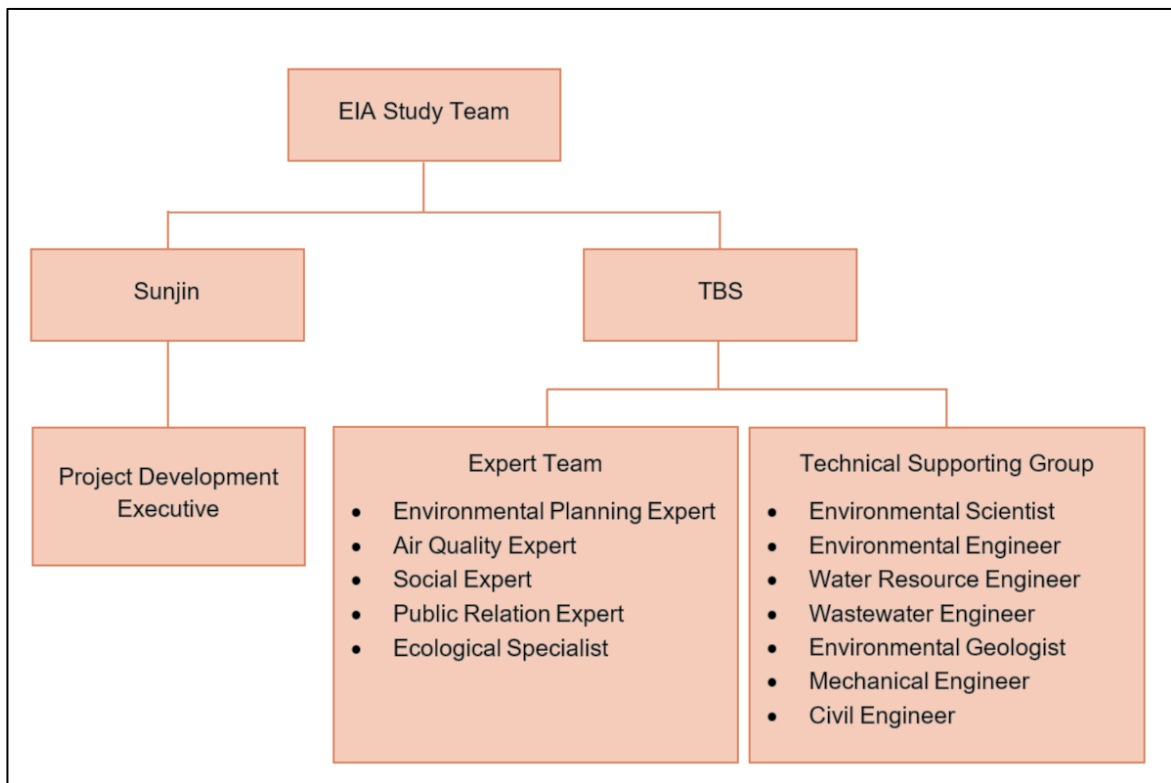 EIA Study Team
Sunjin
TBS
Project Development
Executive
Expert Team
• Environmental Planning Expert
• Air Quality Expert
• Social Expert
• Public Relation Expert
• Ecological Specialist
Technical Supporting Group
• Environmental Scientist
• Environmental Engineer
• Water Resource Engineer
• Wastewater Engineer
• Environmental Geologist
• Mechanical Engineer
• Civil Engineer